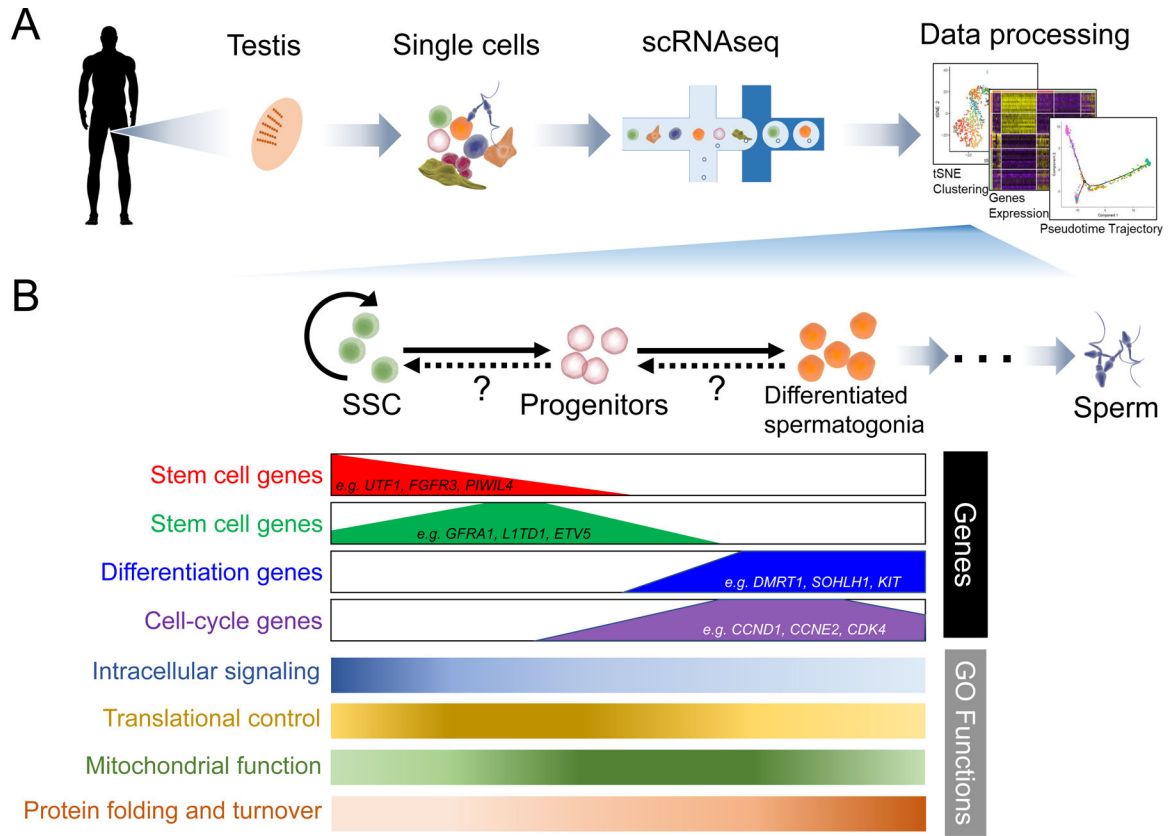 A
Testis
Single cells
scRNAseq
Data processing
tSNE
Clustering
Genes
Expression
Pseudotime Trajectory
Component 1
B
?
?
SSC
Progenitors
Differentiated
spermatogonia
Sperm
Stem cell genes
e.g. UTF1, FGFR3, PIWIL4
Stem cell genes
e.g. GFRA1, L1TD1, ETV5
Differentiation genes
e.g. DMRT1, SOHLH1, KIT
Cell-cycle genes
e.g. CCND1, CCNE2, CDK4
Genes
Intracellular signaling
Translational control
Mitochondrial function
Protein folding and turnover
GO Functions